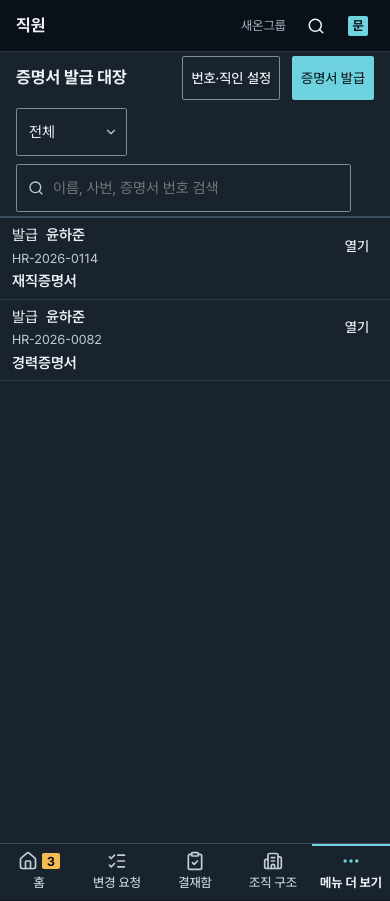 직원
새온그룹
문
증명서 발급 대장
번호·직인 설정
증명서 발급
전체
이름, 사번, 증명서 번호 검색
발급 윤하준
열기
HR-2026-0114
재직증명서
발급 윤하준
열기
HR-2026-0082
경력증명서
3
홈
변경 요청
결재함
조직 구조
메뉴 더 보기